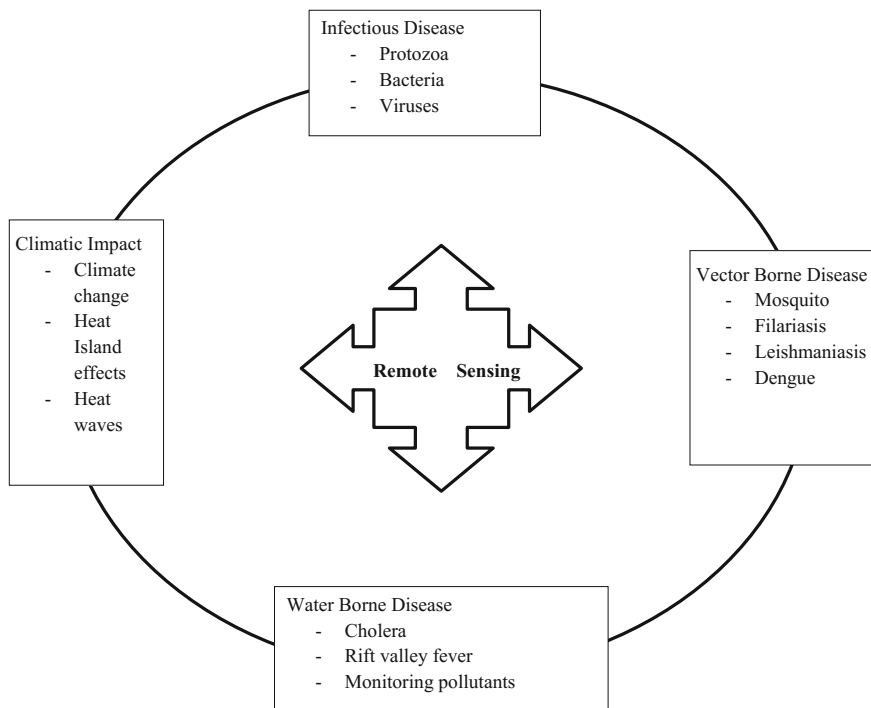 Infectious Disease
- Protozoa
- Bacteria
- Viruses
Climatic Impact
- Climate
change
- Heat
Island
effects
- Heat
waves
Remote Sensing
Vector Borne Disease
- Mosquito
- Filariasis
- Leishmaniasis
- Dengue
Water Borne Disease
- Cholera
- Rift valley fever
- Monitoring pollutants